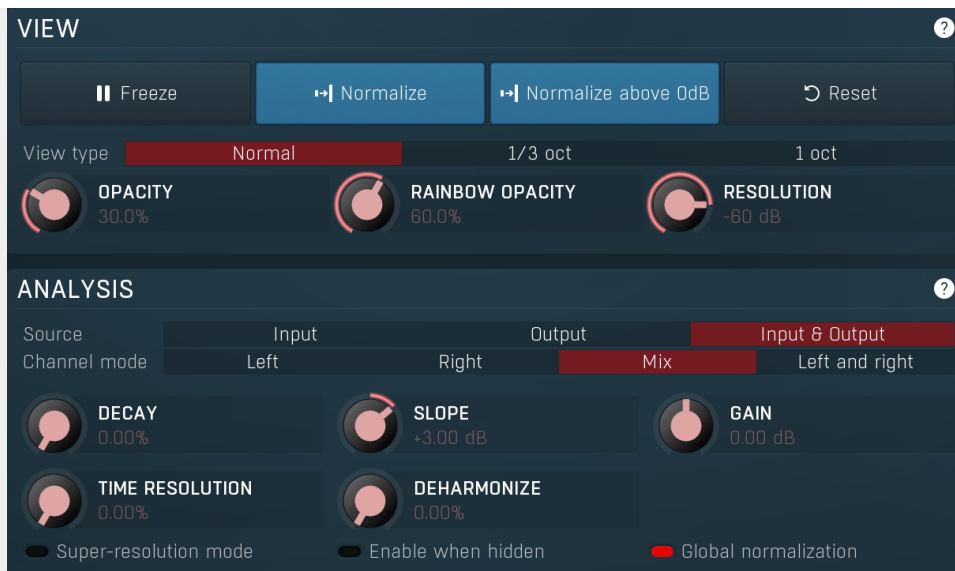 VIEW ?
Freeze Normalize Normalize above 0dB Reset
View type Normal 1/3 oct 1 oct
OPACITY RAINBOW OPACITY RESOLUTION
30.0% 60.0% -60 dB
ANALYSIS ?
Source Input Output Input & Output
Channel mode Left Right Mix Left and right
DECAY SLOPE GAIN
0.00% +3.00 dB 0.00 dB
TIME RESOLUTION DEHARMONIZE
0.00% 0.00%
Super-resolution mode Enable when hidden Global normalization